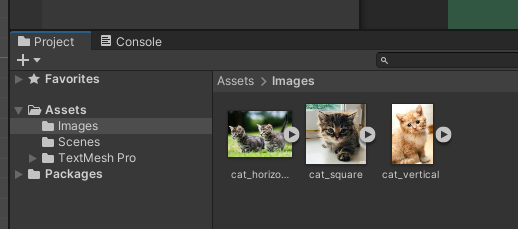 Project
Console
Favorites
Assets > Images
Assets
Images
Scenes
TextMesh Pro
Packages
cat_horizo...
cat_square
cat_vertical